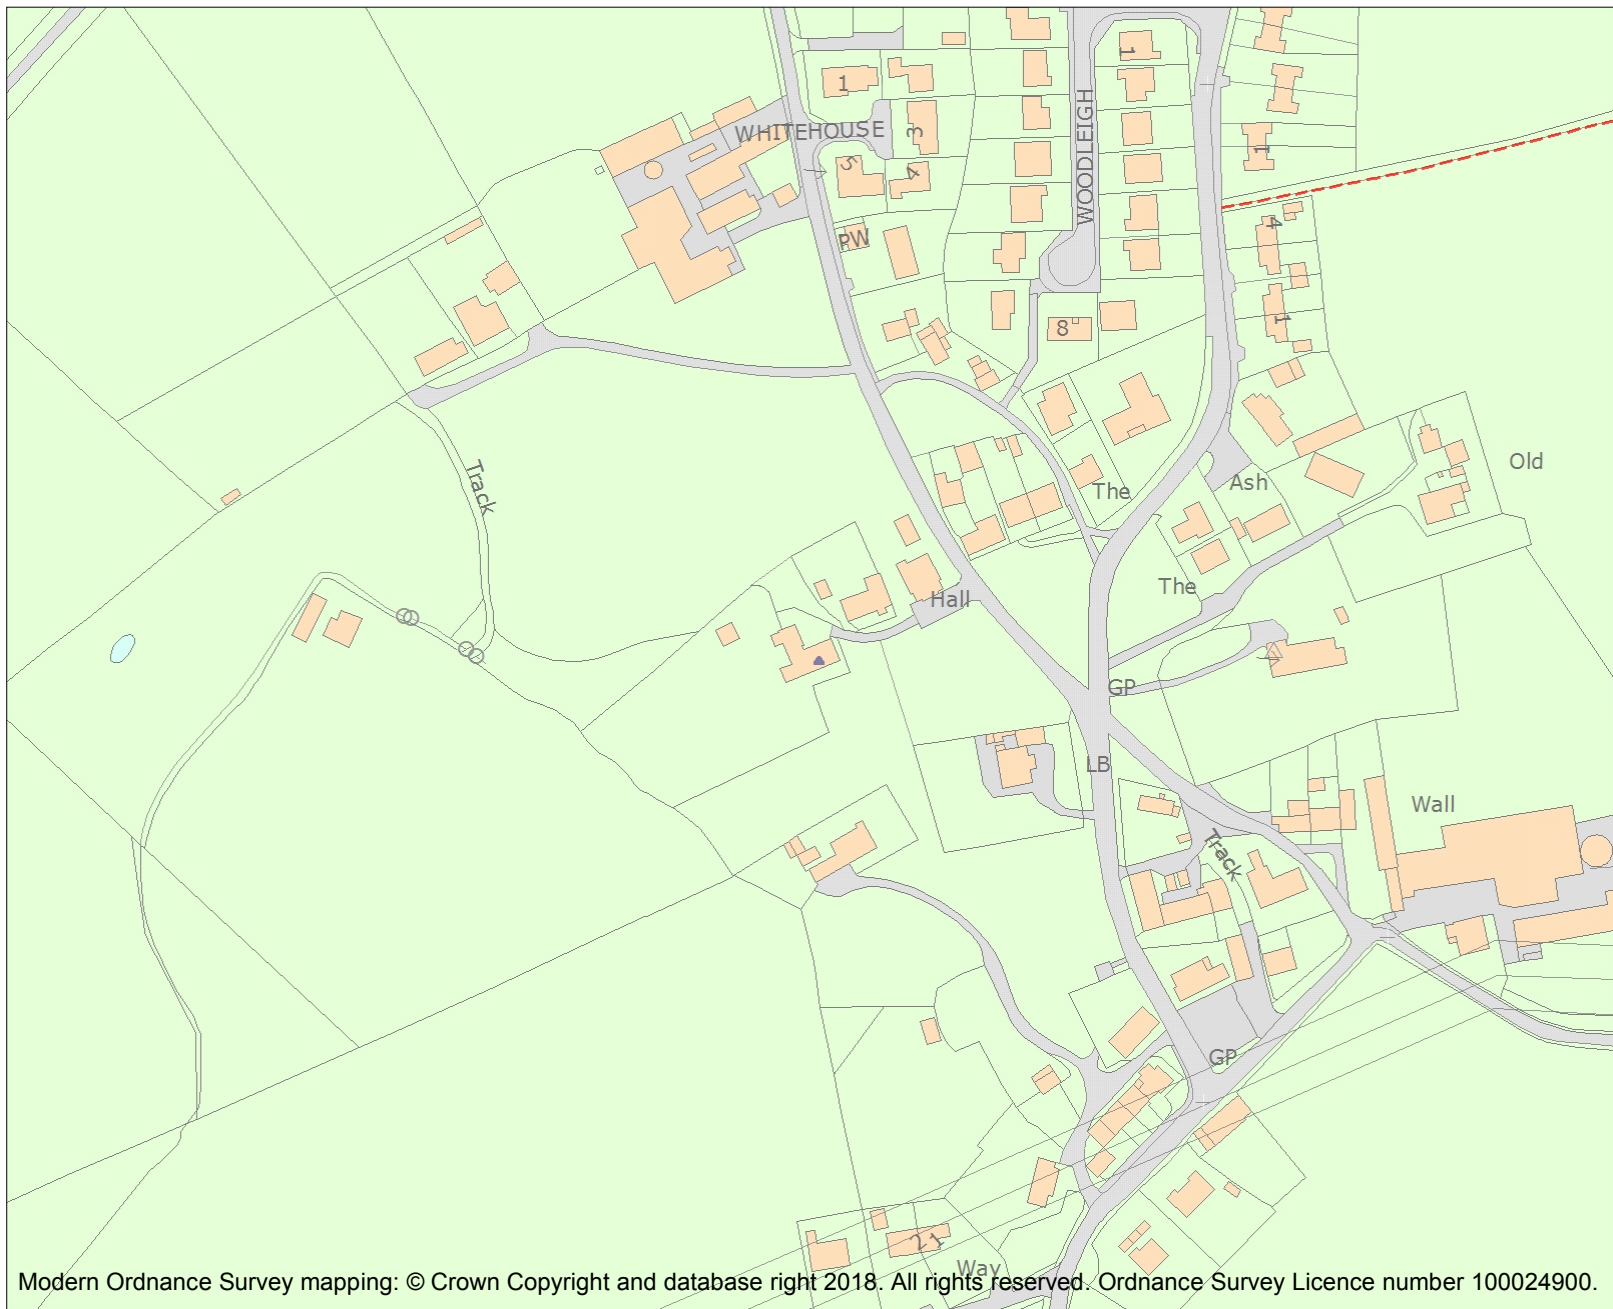 1
1
WHITEHOUSE
3
WOODLEIGH
1
5
4
PW
4
1
8
Track
Old
The
Ash
The
Hall
GP
LB
Wall
Track
GP
2
1
Way
Modern Ordnance Survey mapping: © Crown Copyright and database right 2018. All rights reserved. Ordnance Survey Licence number 100024900.